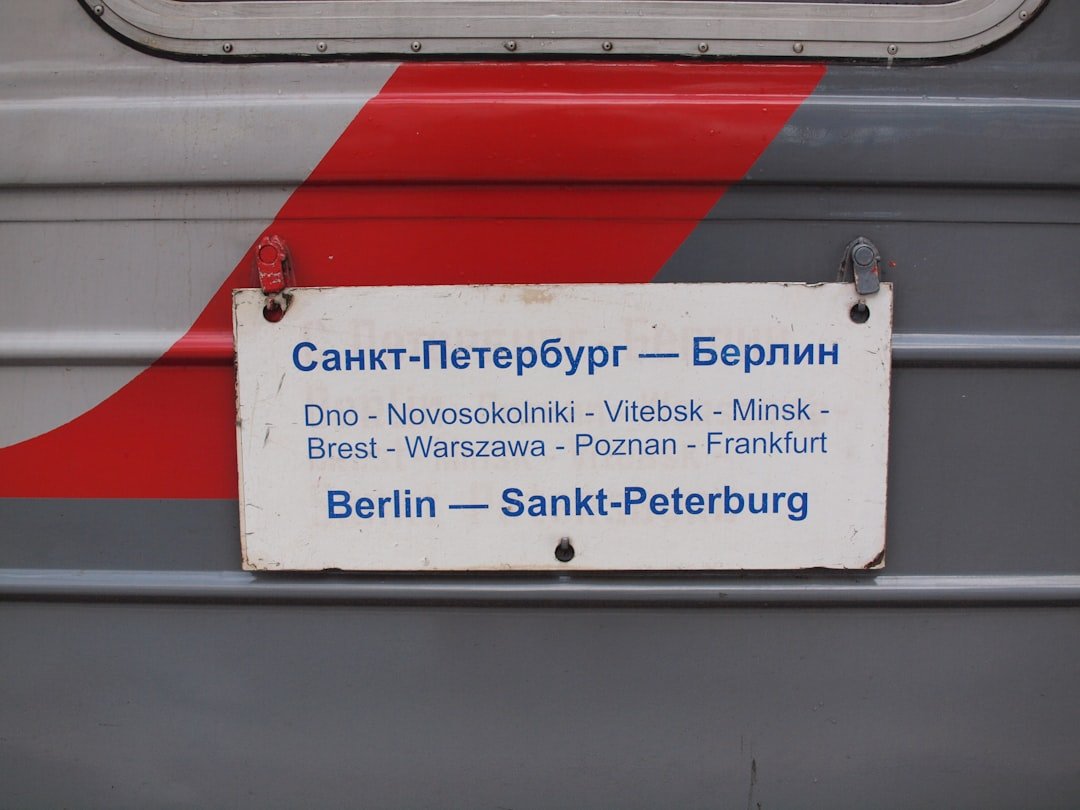 Санкт-Петербург — Берлин
Dno - Novosokolniki - Vitebsk - Minsk -
Brest - Warszawa - Poznan - Frankfurt
Berlin — Sankt-Peterburg